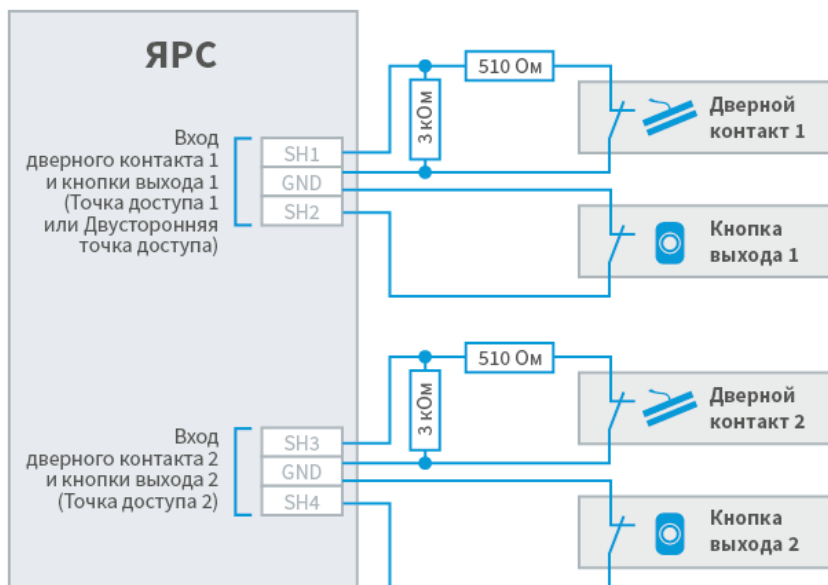 ЯРС
Вход
дверного контакта 1
и кнопки выхода 1
(Точка доступа 1
или Двусторонняя
точка доступа)
SH1
GND
SH2
510 Ом
3 кОм
Дверной
контакт 1
Кнопка
выхода 1
Вход
дверного контакта 2
и кнопки выхода 2
(Точка доступа 2)
SH3
GND
SH4
510 Ом
3 кОм
Дверной
контакт 2
Кнопка
выхода 2